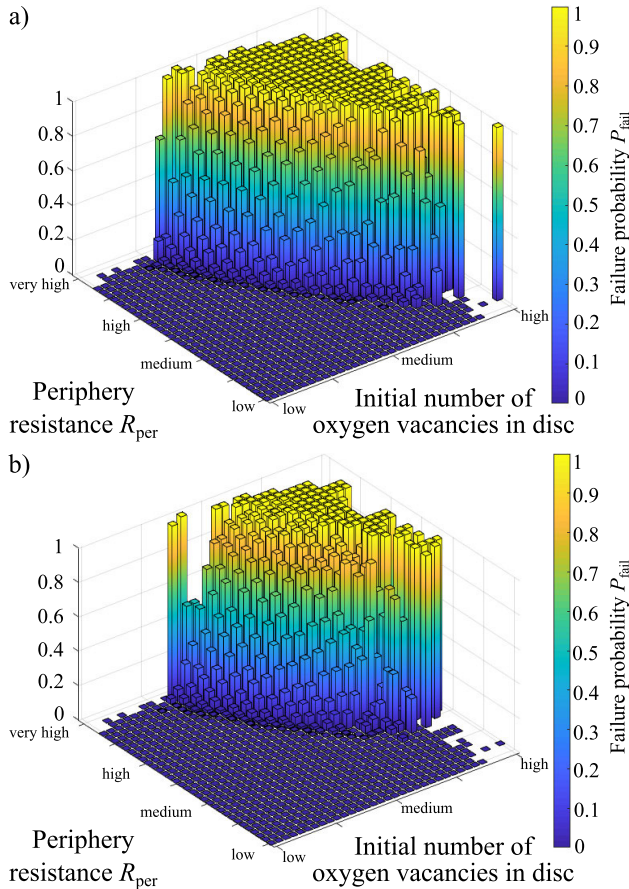 a)
1
0.8
0.6
0.4
0.2
0
very high
high
medium
low
low
medium
high
Periphery
resistance Rper
Initial number of
oxygen vacancies in disc
1
0.9
0.8
0.7
0.6
0.5
0.4
0.3
0.2
0.1
0
Failure probability Pfail
b)
1
0.8
0.6
0.4
0.2
0
very high
high
medium
low
low
medium
high
Periphery
resistance Rper
Initial number of
oxygen vacancies in disc
1
0.9
0.8
0.7
0.6
0.5
0.4
0.3
0.2
0.1
0
Failure probability Pfail